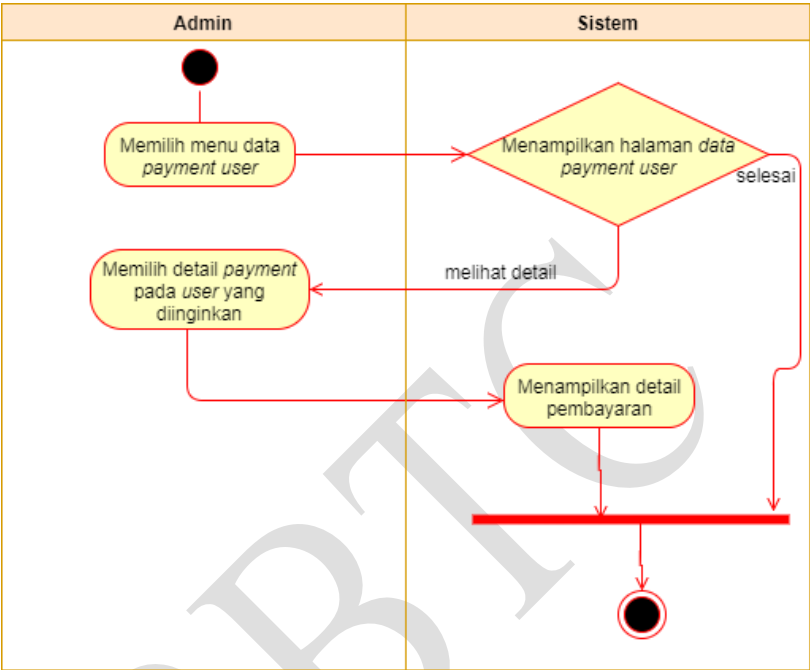 Admin
Sistem
Memilih menu data
payment user
Menampilkan halaman data
payment user
selesai
melihat detail
Memilih detail payment
pada user yang
diinginkan
Menampilkan detail
pembayaran
BTC